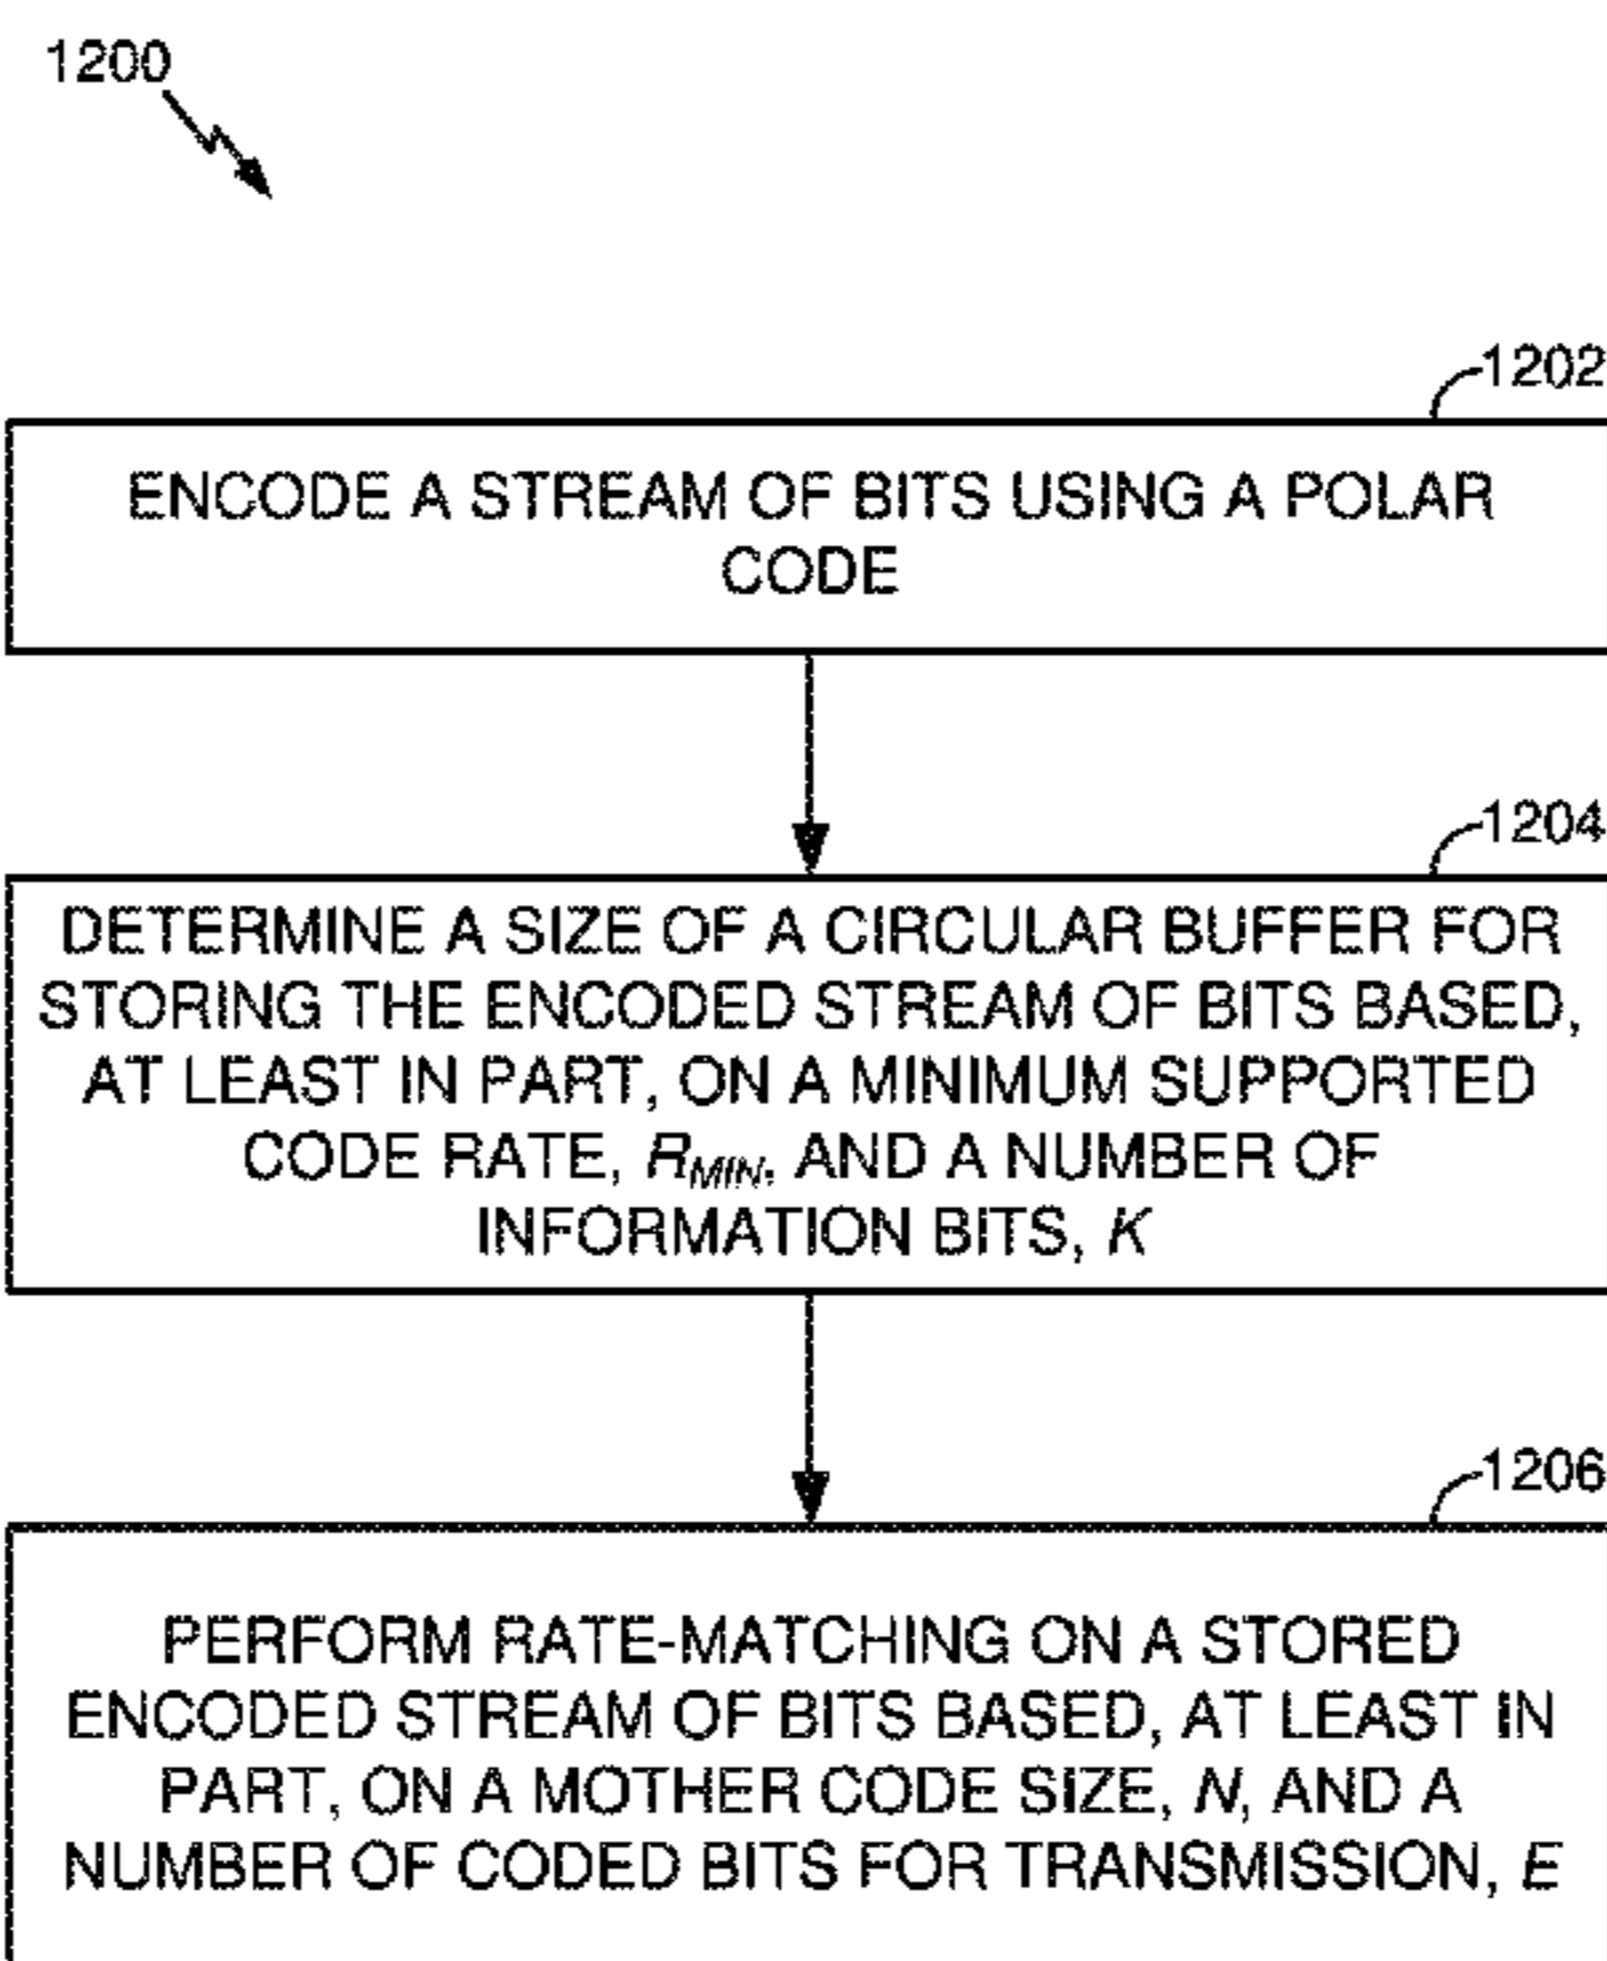 1200
1202
ENCODE A STREAM OF BITS USING A POLAR
CODE
1204
DETERMINE A SIZE OF A CIRCULAR BUFFER FOR
STORING THE ENCODED STREAM OF BITS BASED,
AT LEAST IN PART, ON A MINIMUM SUPPORTED
CODE RATE, R_MIN, AND A NUMBER OF
INFORMATION BITS, K
1206
PERFORM RATE-MATCHING ON A STORED
ENCODED STREAM OF BITS BASED, AT LEAST IN
PART, ON A MOTHER CODE SIZE, N, AND A
NUMBER OF CODED BITS FOR TRANSMISSION, E